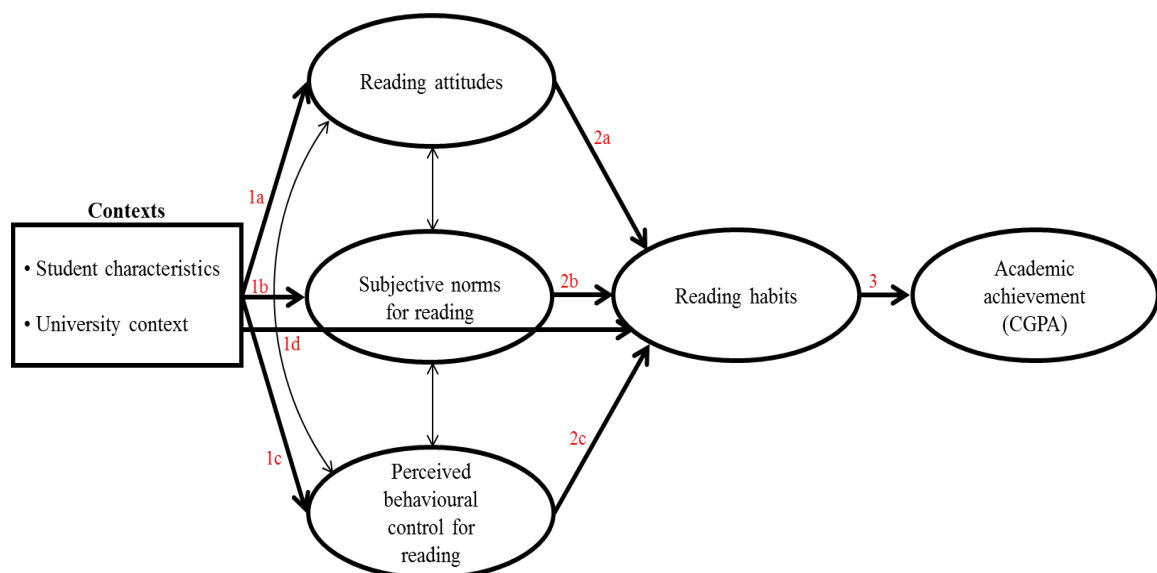 Reading attitudes
2a
1a
Contexts
• Student characteristics
• University context
1b
Subjective norms
for reading
2b
Reading habits
3
Academic
achievement
(CGPA)
1d
1c
2c
Perceived
behavioural
control for
reading